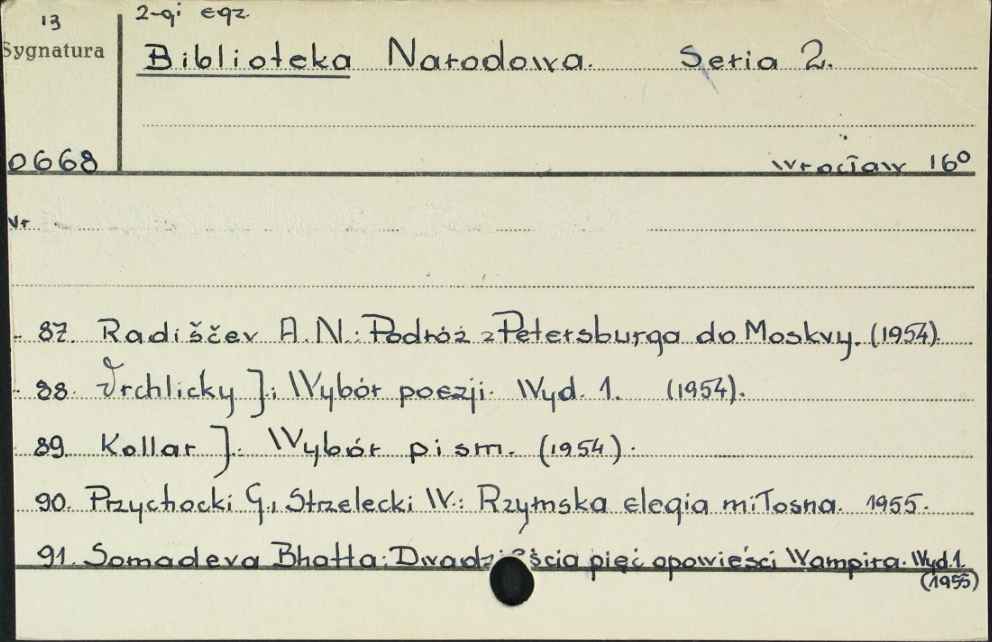 13
2-gi egz.
Sygnatura
Biblioteka Narodowa. Seria 2.
0668
Wrocław 16°
Nr
87. Radiščev A.N.: Podróż z Petersburga do Moskvy. (1954).
88. Vrchlicky J.: Wybór poezji. Wyd. 1. (1954).
89. Kollar J.: Wybór pism. (1954).
90. Przychocki G., Strzelecki W.: Rzymska elegia miłosna. 1955.
91. Somadeva Bhatta: Dwadzieścia pięć opowieści Wampira. Wyd. 1.
(1955)